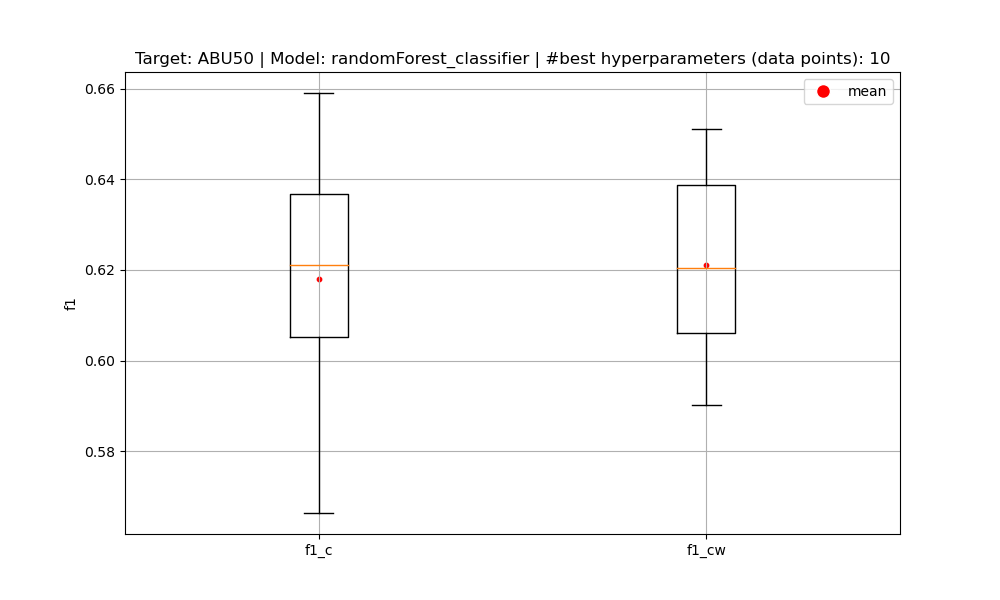 Target: ABU50 | Model: randomForest_classifier | #best hyperparameters (data points): 10
mean
0.66
0.64
0.62
0.60
0.58
f1
f1_c
f1_cw